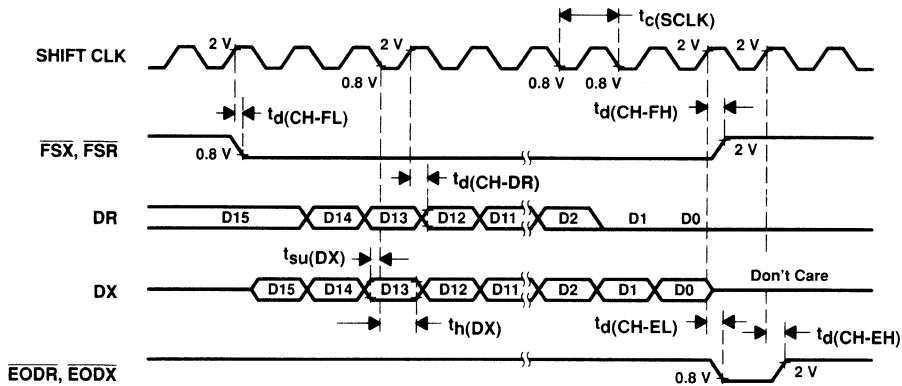 tc(SCLK)
2 V 2 V 2 V 2 V
SHIFT CLK
0.8 V 0.8 V 0.8 V
td(CH-FL) td(CH-FH)
FSX, FSR
0.8 V 2 V
td(CH-DR)
DR D15 D14 D13 D12 D11 D2 D1 D0
tsu(DX)
Don't Care
DX D15 D14 D13 D12 D11 D2 D1 D0
th(DX) td(CH-EL) td(CH-EH)
EODR, EODX
0.8 V 2 V